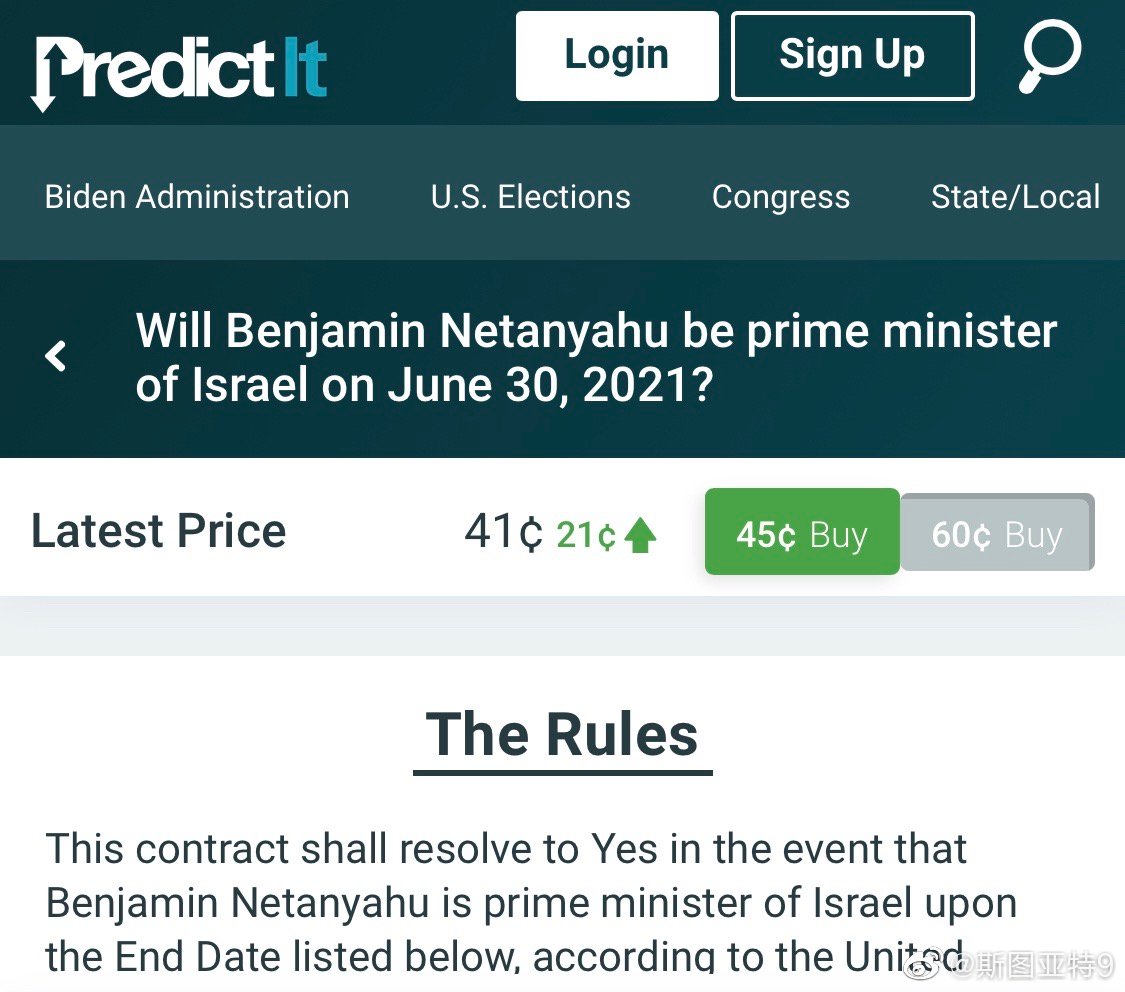 PredictIt
Login
Sign Up
Biden Administration
U.S. Elections
Congress
State/Local
Will Benjamin Netanyahu be prime minister
of Israel on June 30, 2021?
Latest Price
41¢ 21¢
45¢ Buy
60¢ Buy
The Rules
This contract shall resolve to Yes in the event that
Benjamin Netanyahu is prime minister of Israel upon
the End Date listed below, according to the United
@斯图亚特9